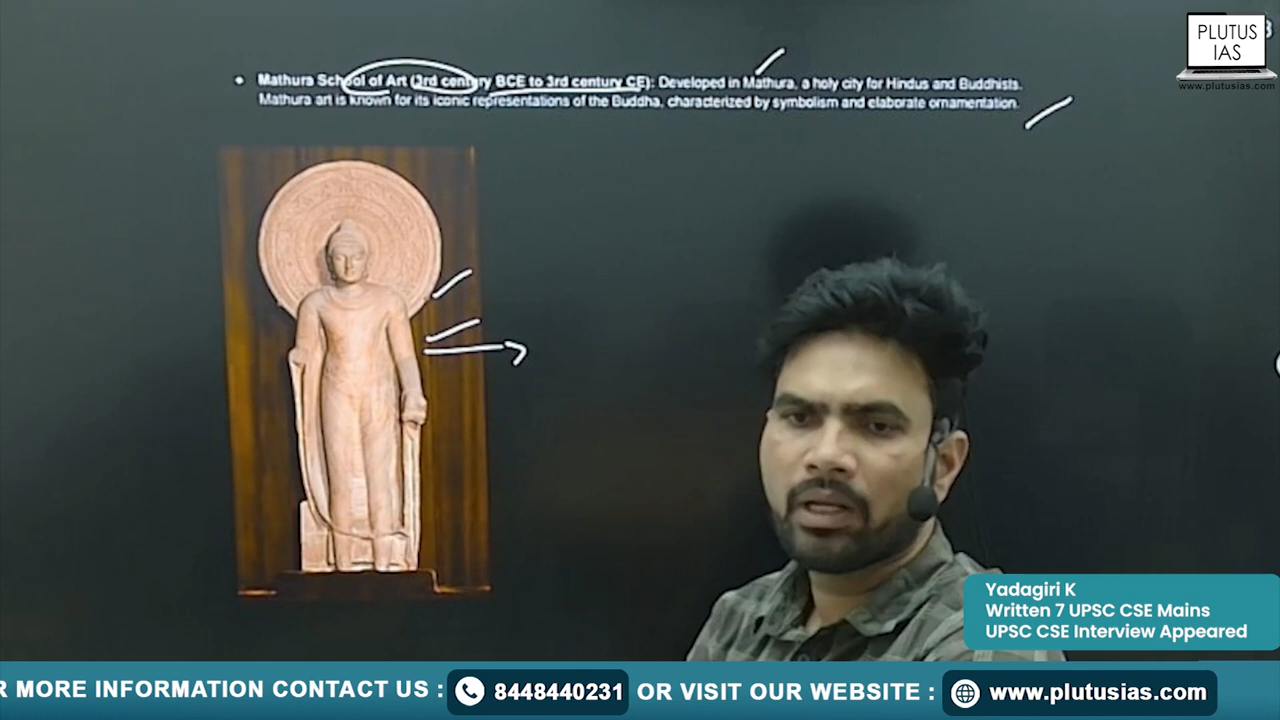 PLUTUS
IAS
www.plutusias.com
Mathura School of Art (3rd century BCE to 3rd century CE): Developed in Mathura, a holy city for Hindus and Buddhists.
Mathura art is known for its iconic representations of the Buddha, characterized by symbolism and elaborate ornamentation.
Yadagiri K
Written 7 UPSC CSE Mains
UPSC CSE Interview Appeared
R MORE INFORMATION CONTACT US : 8448440231 OR VISIT OUR WEBSITE : www.plutusias.com